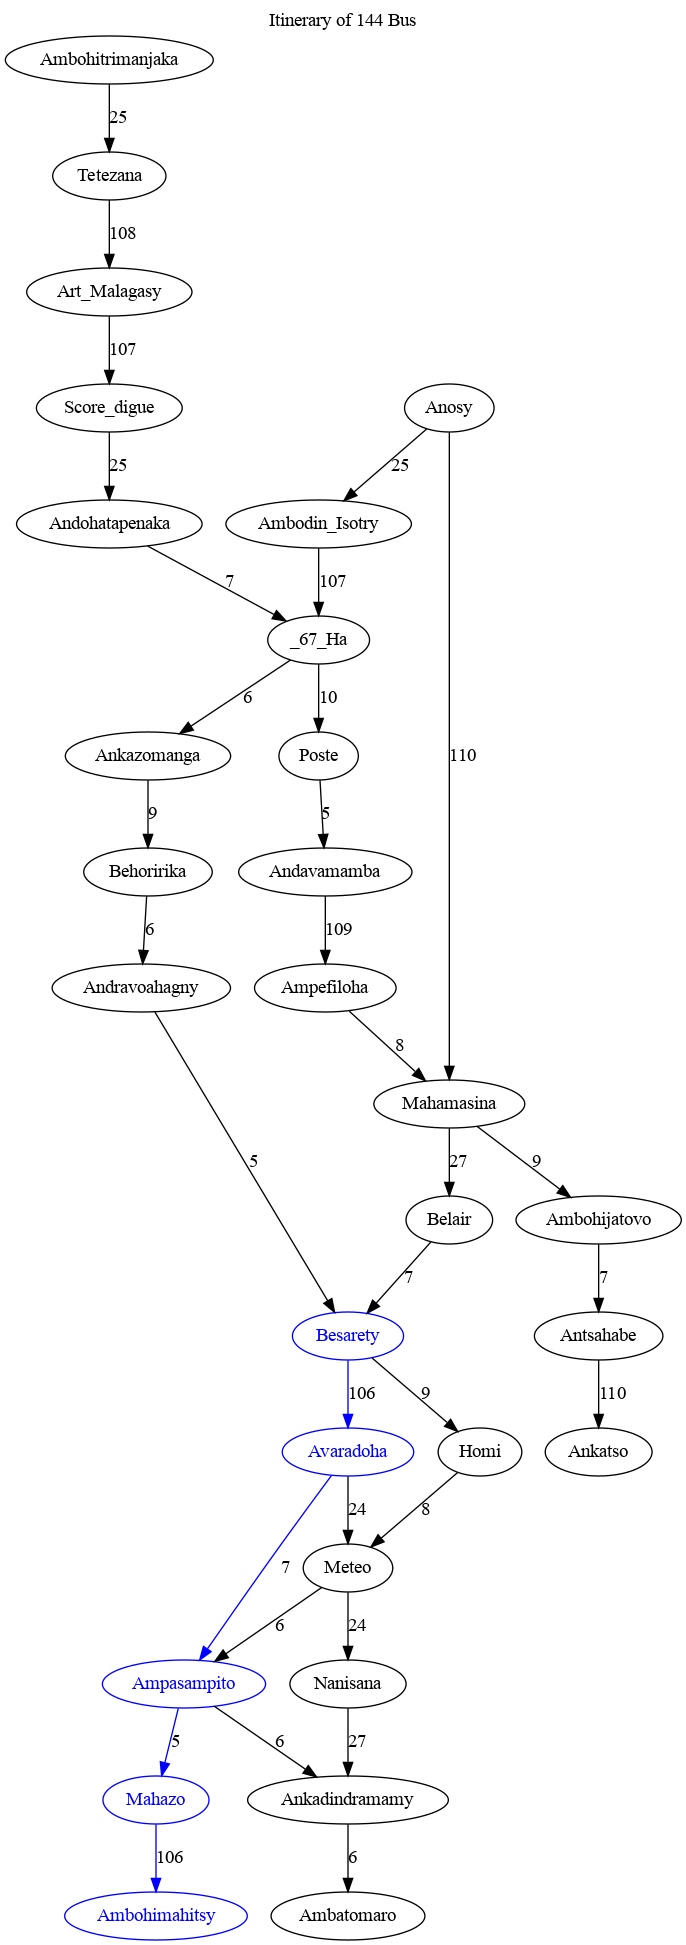 Itinerary of 144 Bus
Ambohitrimanjaka
25
Tetezana
108
Art_Malagasy
107
Score_digue
Anosy
25
25
Andohatapenaka
Ambodin_Isotry
7
107
_67_Ha
6
10
110
Ankazomanga
Poste
9
5
Behoririka
Andavamamba
6
109
Andravoahagny
Ampefiloha
8
Mahamasina
5
27
9
Belair
Ambohijatovo
7
7
Besarety
Antsahabe
106
9
110
Avaradoha
Homi
Ankatso
24
8
7
Meteo
6
24
Ampasampito
Nanisana
5
6
27
Mahazo
Ankadindramamy
106
6
Ambohimahitsy
Ambatomaro